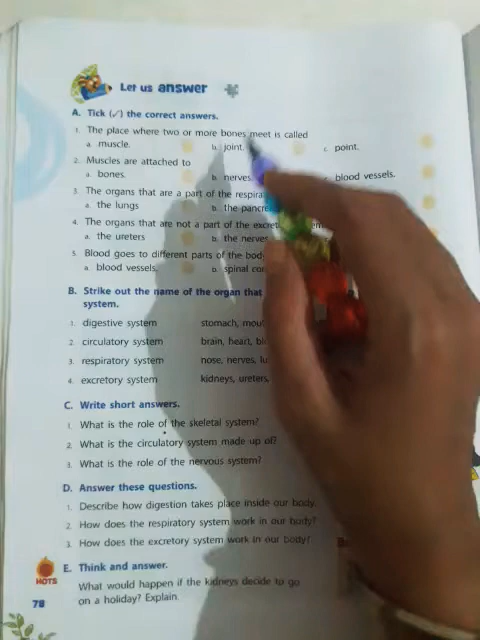 Let us answer
A. Tick (✓) the correct answers.
1. The place where two or more bones meet is called
a. muscle. b. joint. c. point.
2. Muscles are attached to
a. bones. b. nerves. c. blood vessels.
3. The organs that are a part of the
a. the lungs b. the
4. The organs that are not a part of the
a. the ureters b. the
5. Blood goes to different parts of the
a. blood vessels. b. spinal
B. Strike out the name of the organ that
system.
1. digestive system stomach,
2. circulatory system brain, heart,
3. respiratory system nose, nerves,
4. excretory system kidneys, ureters,
C. Write short answers.
1. What is the role of the skeletal system?
2. What is the circulatory system made up of?
3. What is the role of the nervous system?
D. Answer these questions.
1. Describe how digestion takes place inside our body.
2. How does the respiratory system work in our body?
3. How does the excretory system work in our body?
E. Think and answer.
HOTS
What would happen if the kidneys decide to go
on a holiday? Explain.
78